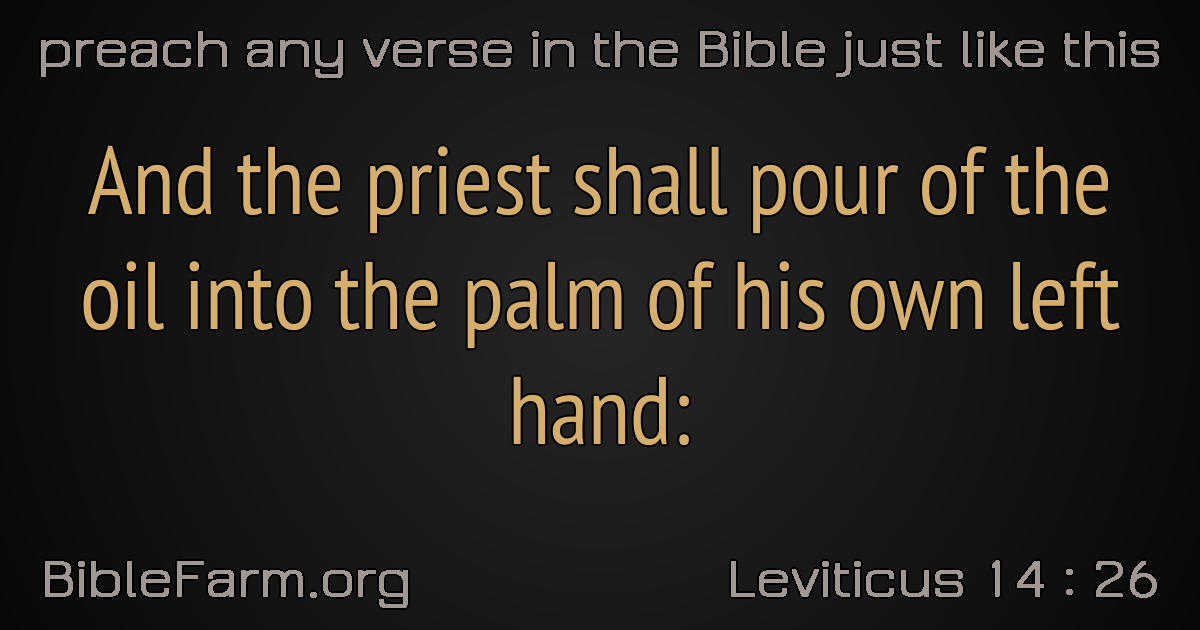 preach any verse in the Bible just like this
And the priest shall pour of the
oil into the palm of his own left
hand:
BibleFarm.org
Leviticus 14 : 26